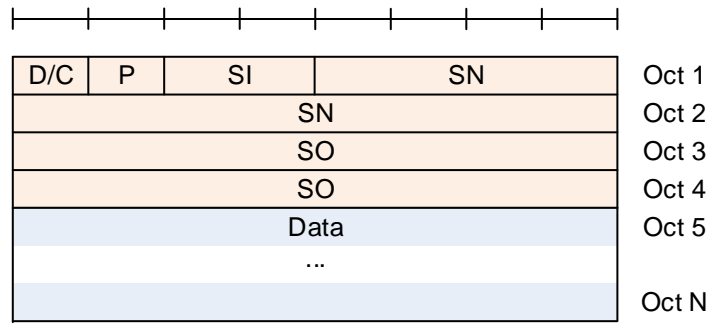 D/C P SI SN Oct 1
SN Oct 2
SO Oct 3
SO Oct 4
Data Oct 5
...
Oct N